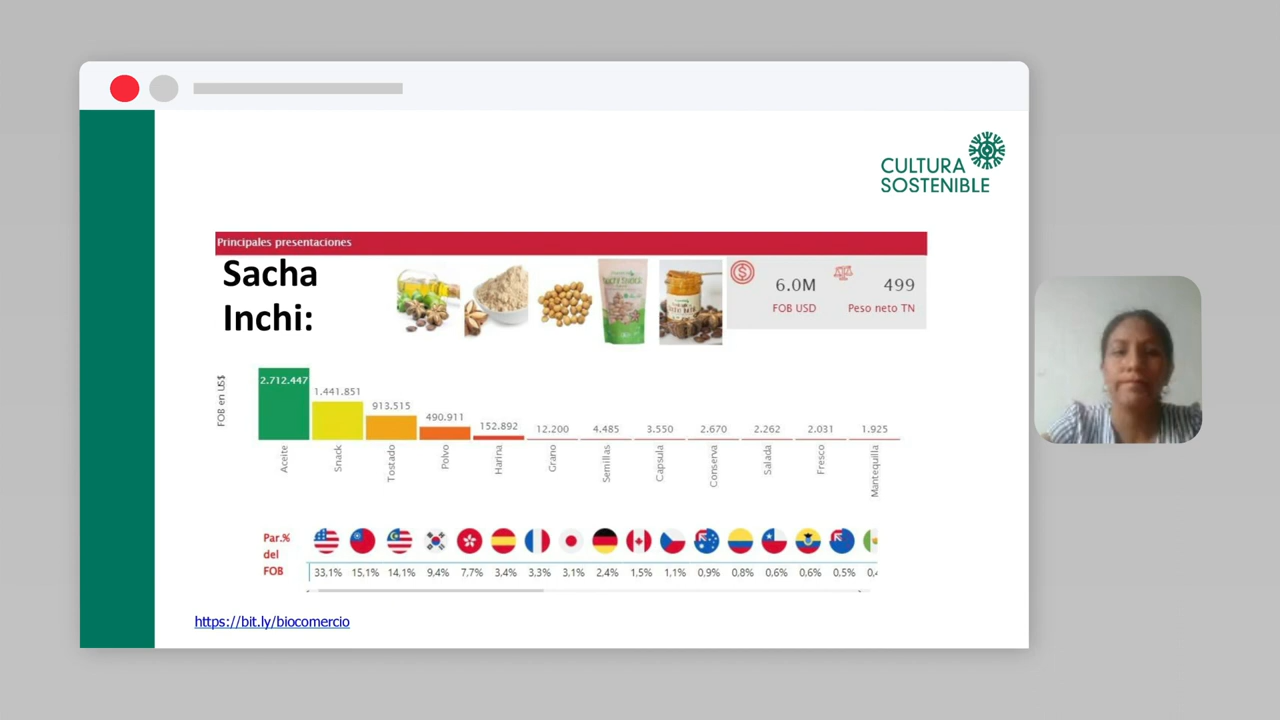 CULTURA
SOSTENIBLE
Principales presentaciones
Sacha
Inchi:
6.0M
FOB USD
499
Peso neto TN
FOB en US$
2.712.447
1.441.851
913.515
490.911
152.892
12.200
4.485
3.550
2.670
2.262
2.031
1.925
Aceite
Snack
Tostado
Polvo
Harina
Grano
Semillas
Capsula
Conserva
Salada
Fresco
Mantequilla
Par.%
del
FOB
33,1% 15,1% 14,1% 9,4% 7,7% 3,4% 3,3% 3,1% 2,4% 1,5% 1,1% 0,9% 0,8% 0,6% 0,6% 0,5%
https://bit.ly/biocomercio